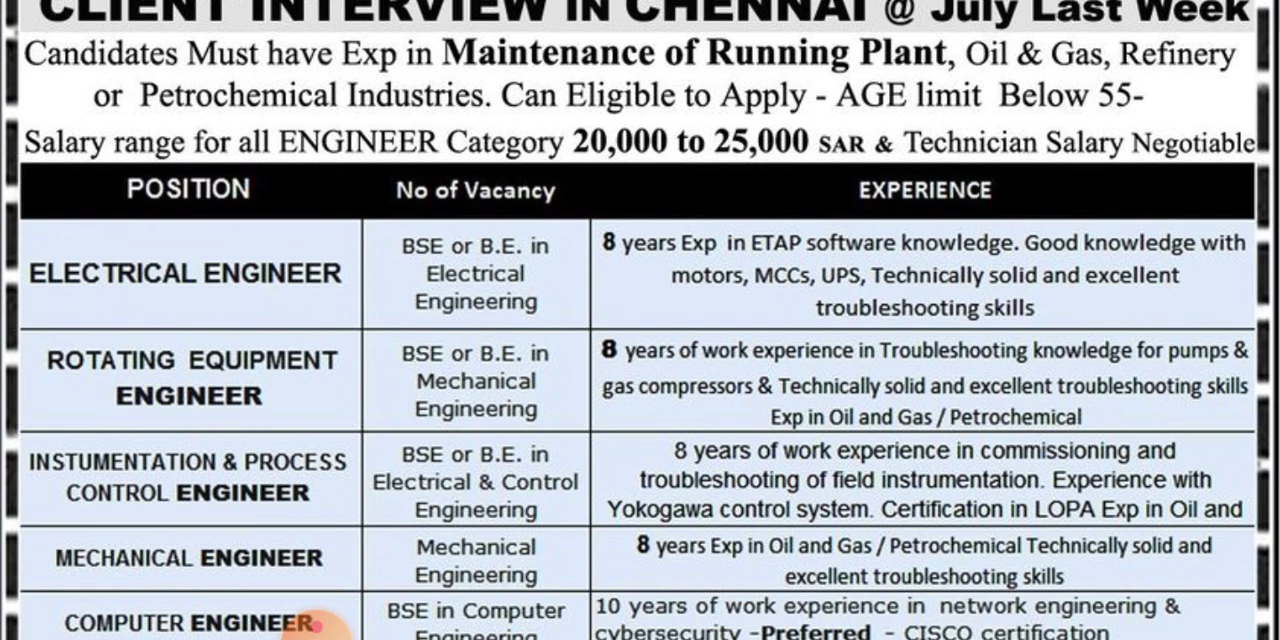 CLIENT INTERVIEW IN CHENNAI @ July Last Week
Candidates Must have Exp in Maintenance of Running Plant, Oil & Gas, Refinery
or Petrochemical Industries. Can Eligible to Apply - AGE limit Below 55-
Salary range for all ENGINEER Category 20,000 to 25,000 SAR & Technician Salary Negotiable
POSITION
No of Vacancy
EXPERIENCE
ELECTRICAL ENGINEER
BSE or B.E. in
Electrical
Engineering
8 years Exp in ETAP software knowledge. Good knowledge with
motors, MCCs, UPS, Technically solid and excellent
troubleshooting skills
ROTATING EQUIPMENT
ENGINEER
BSE or B.E. in
Mechanical
Engineering
8 years of work experience in Troubleshooting knowledge for pumps &
gas compressors & Technically solid and excellent troubleshooting skills
Exp in Oil and Gas / Petrochemical
INSTUMENTATION & PROCESS
CONTROL ENGINEER
BSE or B.E. in
Electrical & Control
Engineering
8 years of work experience in commissioning and
troubleshooting of field instrumentation. Experience with
Yokogawa control system. Certification in LOPA Exp in Oil and
MECHANICAL ENGINEER
Mechanical
Engineering
8 years Exp in Oil and Gas / Petrochemical Technically solid and
excellent troubleshooting skills
COMPUTER ENGINEER
BSE in Computer
Engineering
10 years of work experience in network engineering &
cybersecurity -Preferred - CISCO certification